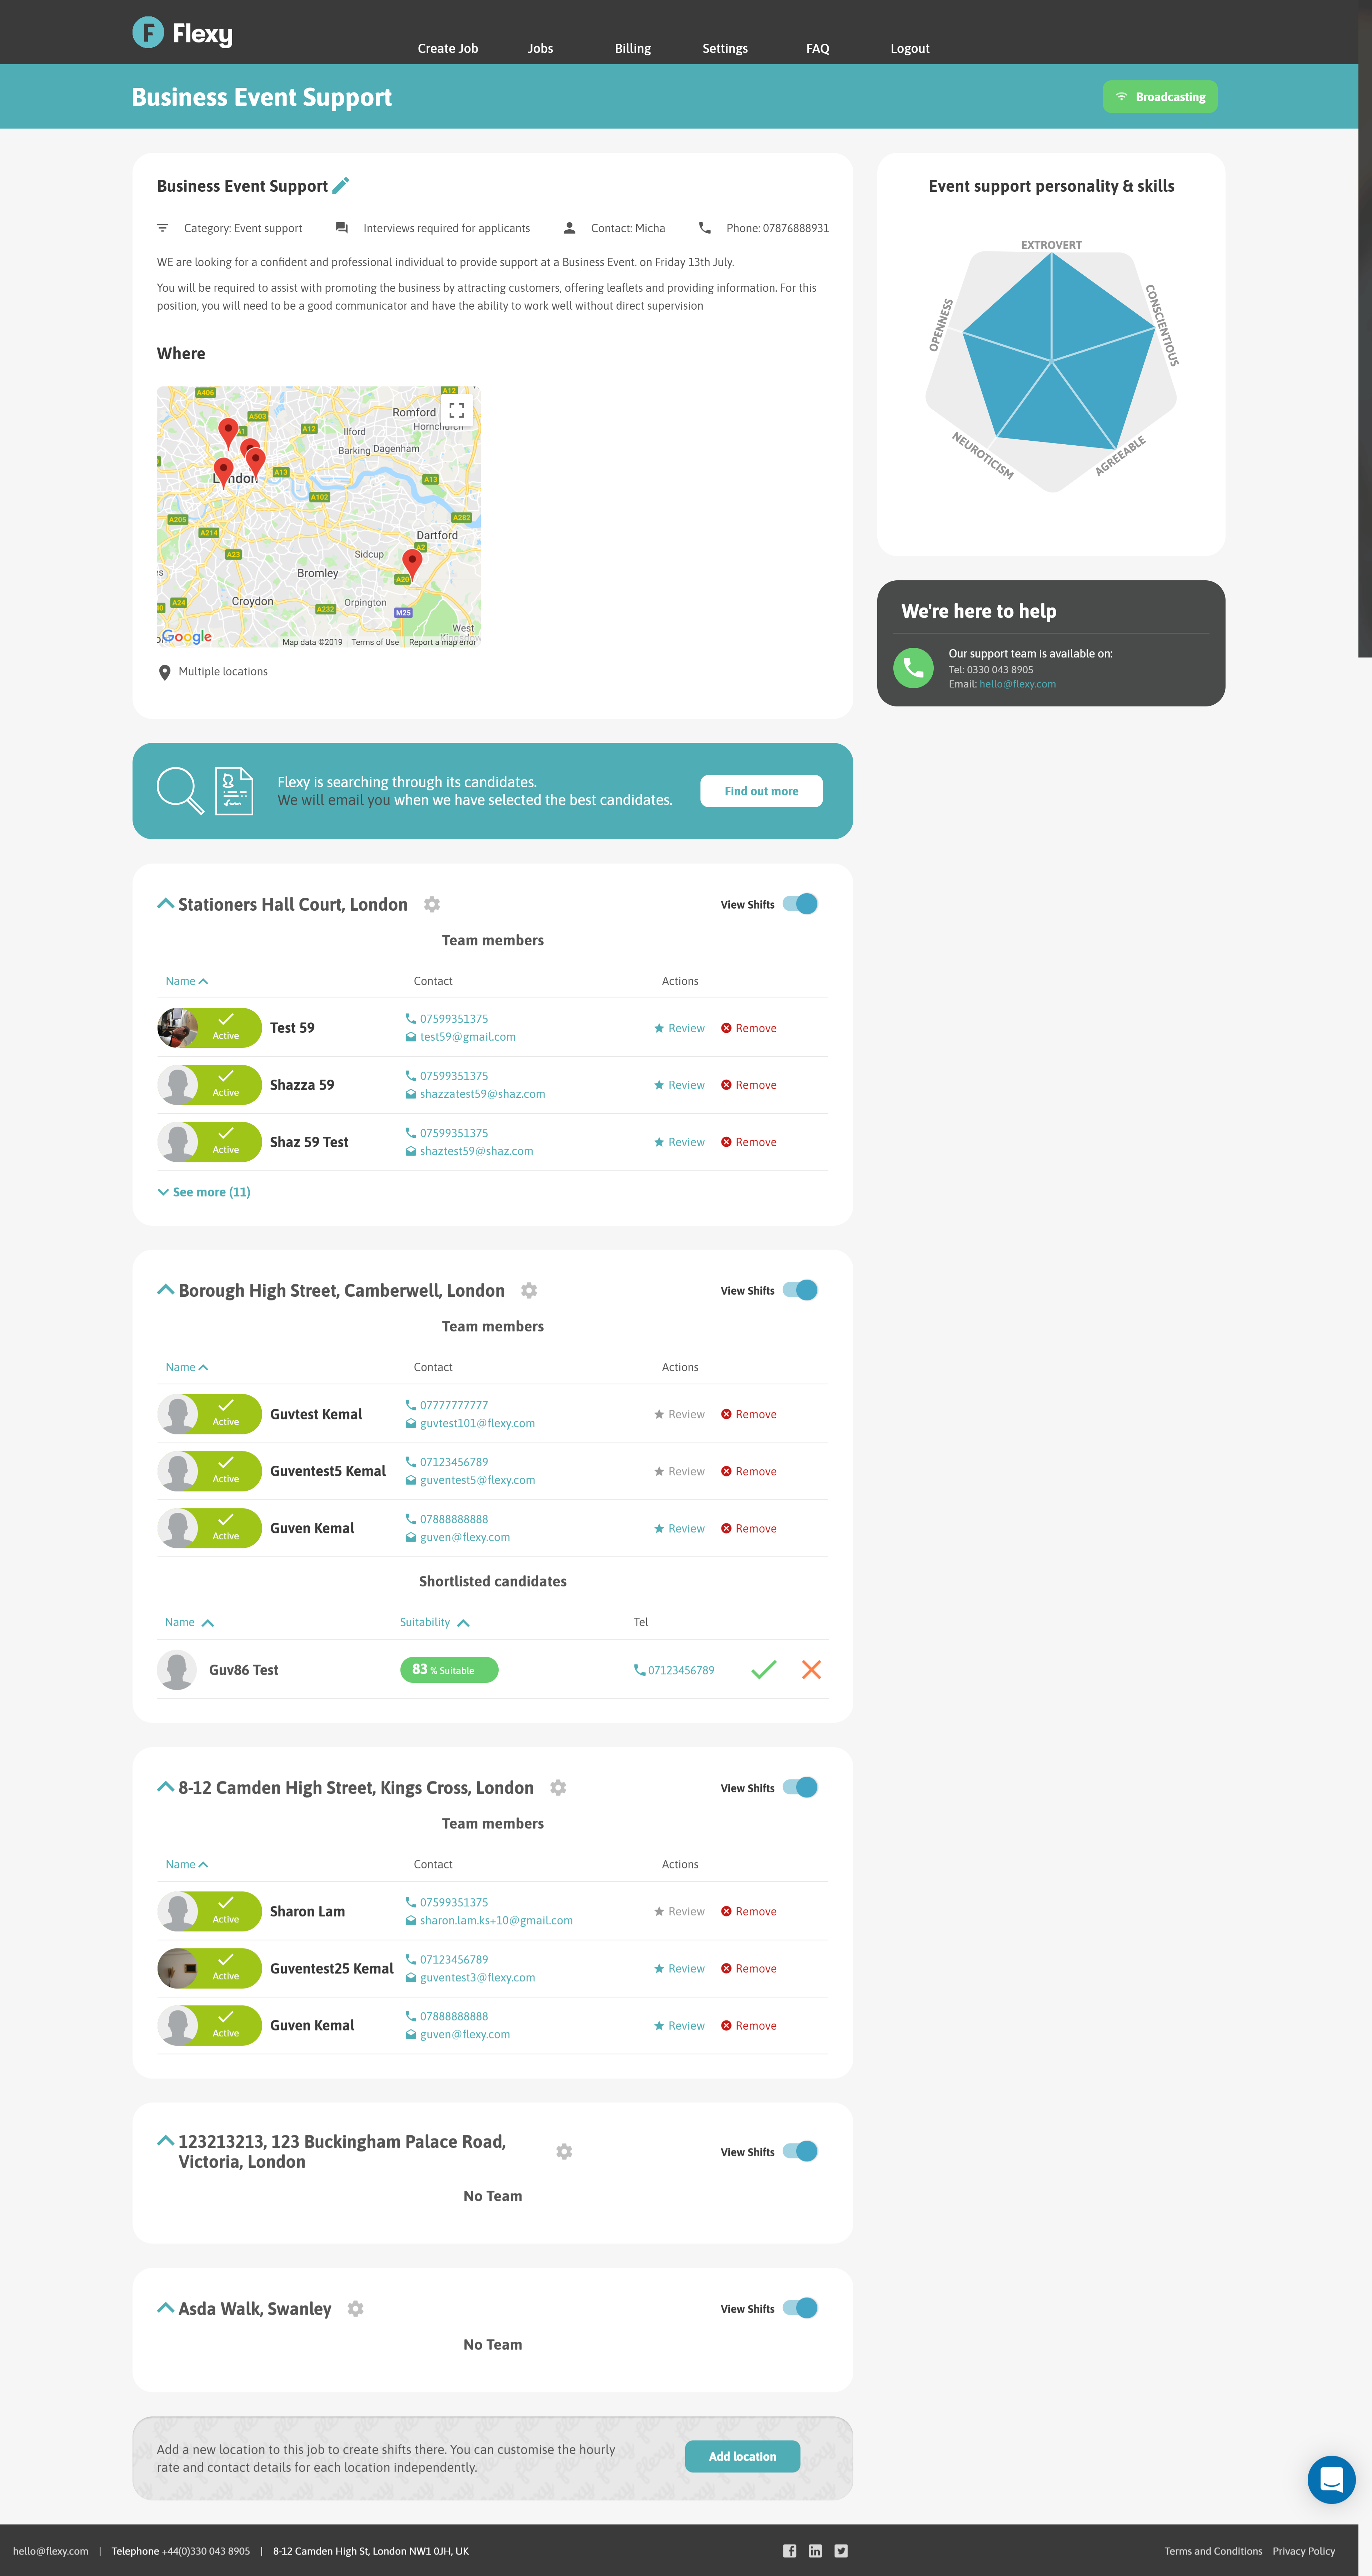 F Flexy
Create Job Jobs Billing Settings FAQ Logout
Business Event Support
Broadcasting
Business Event Support
Category: Event support Interviews required for applicants Contact: Micha Phone: 07876888931
WE are looking for a confident and professional individual to provide support at a Business Event. on Friday 13th July.
You will be required to assist with promoting the business by attracting customers, offering leaflets and providing information. For this
position, you will need to be a good communicator and have the ability to work well without direct supervision
Where
A406
A12
Romford
A503
Hornchurch
A1
A12
Ilford
Barking Dagenham
A13
London
A13
A102
A205
A282
A214
Dartford
A23
A2
Sidcup
Bromley
A20
A24
Croydon
A232
Orpington
M25
West
Google
Map data ©2019 Terms of Use Report a map error
Multiple locations
Event support personality & skills
EXTROVERT
CONSCIENTIOUS
OPENNESS
NEUROTICISM
AGREEABLE
We're here to help
Our support team is available on:
Tel: 0330 043 8905
Email: hello@flexy.com
Flexy is searching through its candidates.
We will email you when we have selected the best candidates.
Find out more
Stationers Hall Court, London
View Shifts
Team members
Name Contact Actions
Active Test 59 07599351375 Review Remove
test59@gmail.com
Active Shazza 59 07599351375 Review Remove
shazzatest59@shaz.com
Active Shaz 59 Test 07599351375 Review Remove
shaztest59@shaz.com
See more (11)
Borough High Street, Camberwell, London
View Shifts
Team members
Name Contact Actions
Active Guvtest Kemal 07777777777 Review Remove
guvtest101@flexy.com
Active Guventest5 Kemal 07123456789 Review Remove
guventest5@flexy.com
Active Guven Kemal 07888888888 Review Remove
guven@flexy.com
Shortlisted candidates
Name Suitability Tel
Guv86 Test 83 % Suitable 07123456789
8-12 Camden High Street, Kings Cross, London
View Shifts
Team members
Name Contact Actions
Active Sharon Lam 07599351375 Review Remove
sharon.lam.ks+10@gmail.com
Active Guventest25 Kemal 07123456789 Review Remove
guventest3@flexy.com
Active Guven Kemal 07888888888 Review Remove
guven@flexy.com
123213213, 123 Buckingham Palace Road,
Victoria, London
View Shifts
No Team
Asda Walk, Swanley
View Shifts
No Team
Add a new location to this job to create shifts there. You can customise the hourly
rate and contact details for each location independently.
Add location
hello@flexy.com | Telephone +44(0)330 043 8905 | 8-12 Camden High St, London NW1 0JH, UK
Terms and Conditions Privacy Policy